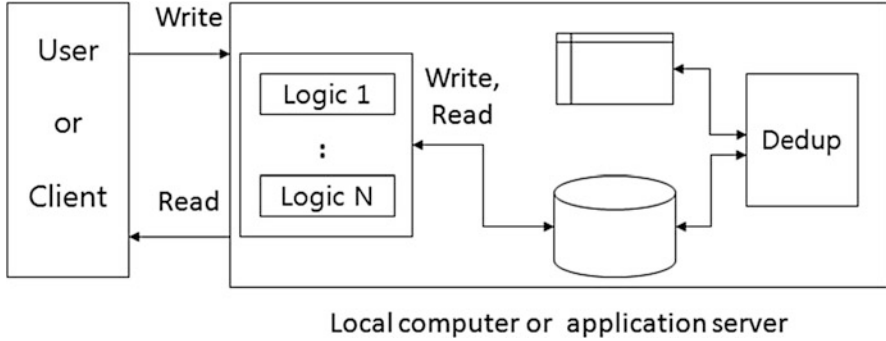 User
or
Client
Write
Read
Logic 1
:
Logic N
Write,
Read
Dedup
Local computer or application server